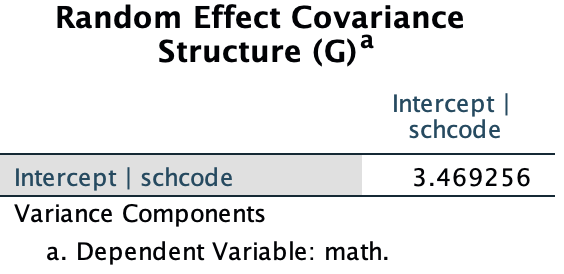 Random Effect Covariance
Structure (G)a
Intercept |
schcode
Intercept | schcode 3.469256
Variance Components
a. Dependent Variable: math.